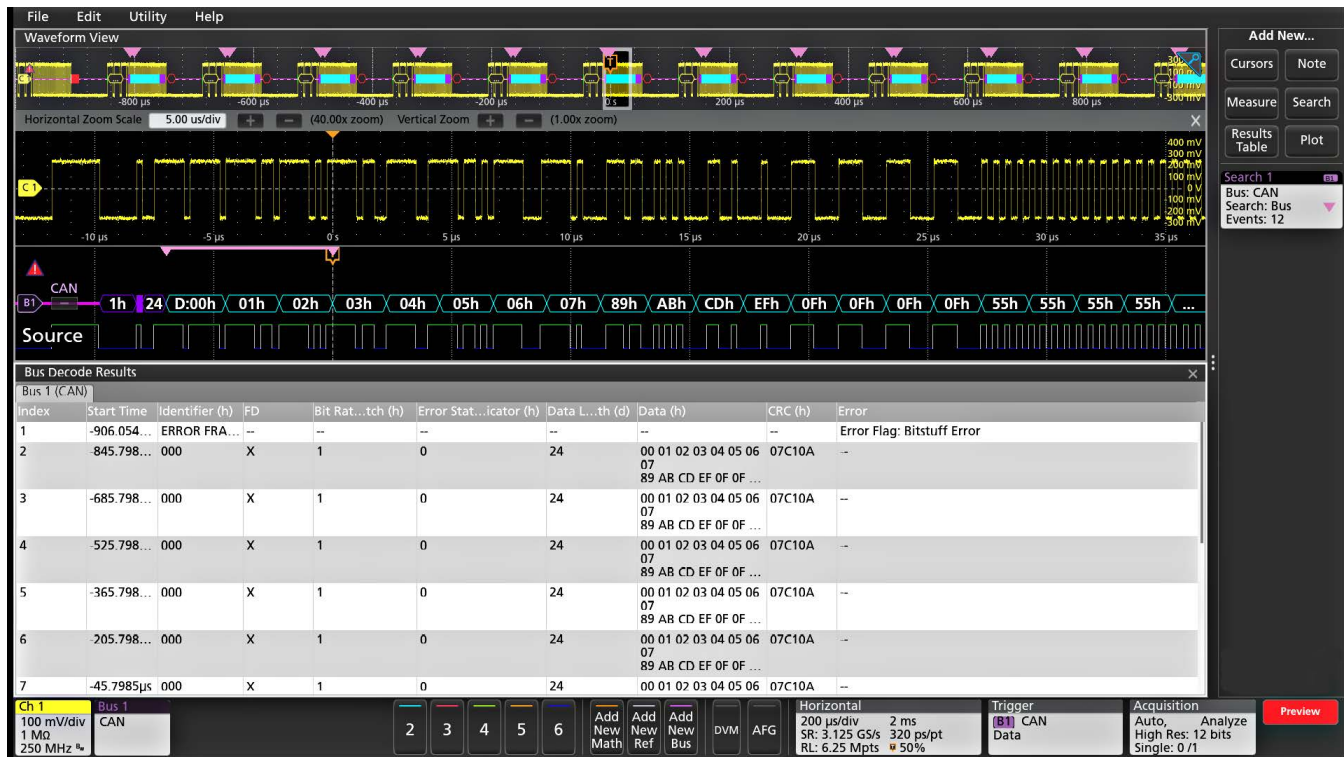 File Edit Utility Help
Waveform View
Add New...
Cursors Note
Measure Search
Results Table Plot
-800 µs -600 µs -400 µs -200 µs 0 s 200 µs 400 µs 600 µs 800 µs
Horizontal Zoom Scale 5.00 us/div + - (40.00x zoom) Vertical Zoom + - (1.00x zoom) X
C1
400 mV
300 mV
200 mV
100 mV
0 V
-100 mV
-200 mV
-300 mV
-10 µs -5 µs 0 s 5 µs 10 µs 15 µs 20 µs 25 µs 30 µs 35 µs
Search 1 B1
Bus: CAN
Search: Bus
Events: 12
CAN
B1 1h 24 D:00h 01h 02h 03h 04h 05h 06h 07h 89h ABh CDh EFh 0Fh 0Fh 0Fh 0Fh 55h 55h 55h 55h ...
Source
Bus Decode Results
Bus 1 (CAN)
Index Start Time Identifier (h) FD Bit Rat...tch (h) Error Stat...icator (h) Data L...th (d) Data (h) CRC (h) Error
1 -906.054... ERROR FRA... -- -- -- -- -- -- Error Flag: Bitstuff Error
2 -845.798... 000 X 1 0 24 00 01 02 03 04 05 06 07C10A --
07
89 AB CD EF 0F 0F ...
3 -685.798... 000 X 1 0 24 00 01 02 03 04 05 06 07C10A --
07
89 AB CD EF 0F 0F ...
4 -525.798... 000 X 1 0 24 00 01 02 03 04 05 06 07C10A --
07
89 AB CD EF 0F 0F ...
5 -365.798... 000 X 1 0 24 00 01 02 03 04 05 06 07C10A --
07
89 AB CD EF 0F 0F ...
6 -205.798... 000 X 1 0 24 00 01 02 03 04 05 06 07C10A --
07
89 AB CD EF 0F 0F ...
7 -45.7985µs 000 X 1 0 24 00 01 02 03 04 05 06 07C10A --
Ch 1
100 mV/div
1 MΩ
250 MHz
Bus 1
CAN
2 3 4 5 6
Add New Math
Add New Ref
Add New Bus
DVM AFG
Horizontal
200 µs/div 2 ms
SR: 3.125 GS/s 320 ps/pt
RL: 6.25 Mpts 50%
Trigger
B1 CAN
Data
Acquisition
Auto, Analyze
High Res: 12 bits
Single: 0 /1
Preview